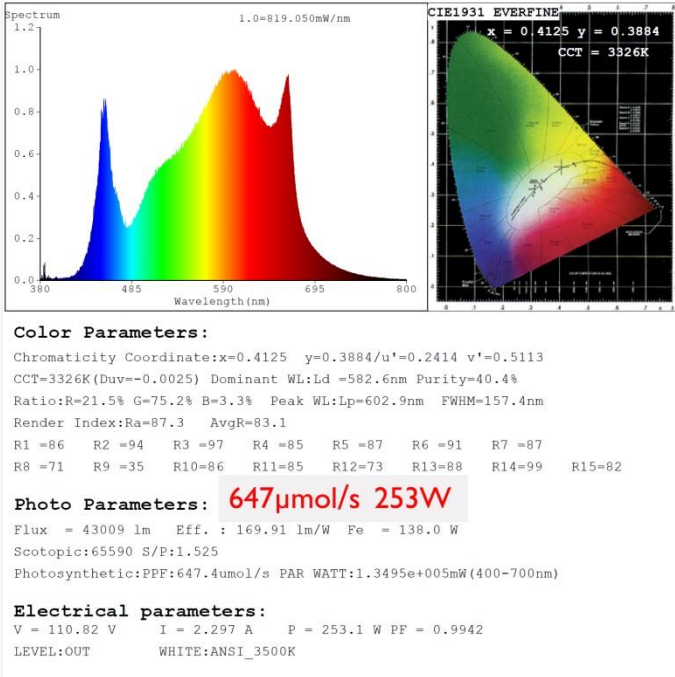 Spectrum
1.0=819.050mW/nm
1.2
1.0
0.8
0.6
0.4
0.2
0.0
380 485 590 695 800
Wavelength(nm)
CIE1931 EVERFINE
x = 0.4125 y = 0.3884
CCT = 3326K
Color Parameters:
Chromaticity Coordinate:x=0.4125 y=0.3884/u'=0.2414 v'=0.5113
CCT=3326K(Duv=-0.0025) Dominant WL:Ld =582.6nm Purity=40.4%
Ratio:R=21.5% G=75.2% B=3.3% Peak WL:Lp=602.9nm FWHM=157.4nm
Render Index:Ra=87.3 AvgR=83.1
R1 =86 R2 =94 R3 =97 R4 =85 R5 =87 R6 =91 R7 =87
R8 =71 R9 =35 R10=86 R11=85 R12=73 R13=88 R14=99 R15=82
Photo Parameters: 647μmol/s 253W
Flux = 43009 lm Eff. : 169.91 lm/W Fe = 138.0 W
Scotopic:65590 S/P:1.525
Photosynthetic:PPF:647.4umol/s PAR WATT:1.3495e+005mW(400-700nm)
Electrical parameters:
V = 110.82 V I = 2.297 A P = 253.1 W PF = 0.9942
LEVEL:OUT WHITE:ANSI_3500K